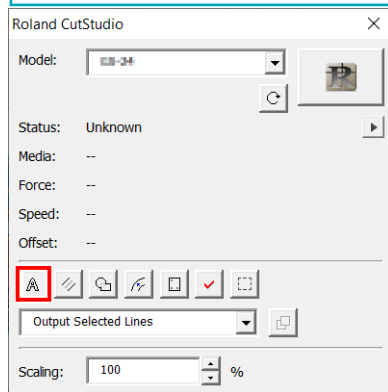 Roland CutStudio
Model:
Status: Unknown
Media: --
Force: --
Speed: --
Offset: --
Output Selected Lines
Scaling: 100 %